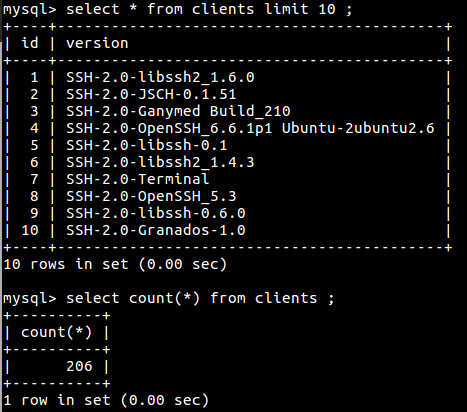 mysql> select * from clients limit 10 ;
+----+------------------------------------------+
| id | version                                  |
+----+------------------------------------------+
|  1 | SSH-2.0-libssh2_1.6.0                    |
|  2 | SSH-2.0-JSCH-0.1.51                      |
|  3 | SSH-2.0-Ganymed Build_210                |
|  4 | SSH-2.0-OpenSSH_6.6.1p1 Ubuntu-2ubuntu2.6 |
|  5 | SSH-2.0-libssh-0.1                       |
|  6 | SSH-2.0-libssh2_1.4.3                    |
|  7 | SSH-2.0-Terminal                         |
|  8 | SSH-2.0-OpenSSH_5.3                      |
|  9 | SSH-2.0-libssh-0.6.0                     |
| 10 | SSH-2.0-Granados-1.0                     |
+----+------------------------------------------+
10 rows in set (0.00 sec)
mysql> select count(*) from clients ;
+----------+
| count(*) |
+----------+
|      206 |
+----------+
1 row in set (0.00 sec)